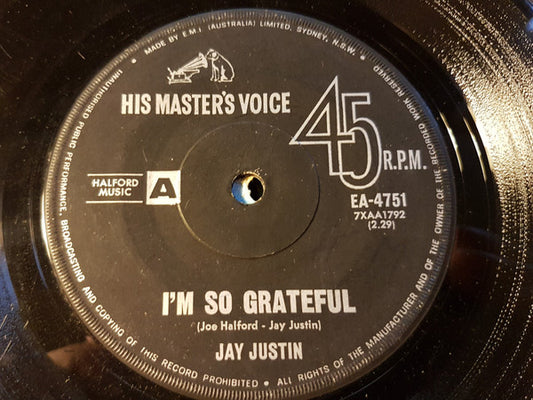 MADE BY E.M.I. (AUSTRALIA) LIMITED, SYDNEY, N.S.W.
HIS MASTER'S VOICE
45 R.P.M.
HALFORD
MUSIC
A
EA-4751
7XAA1792
(2.29)
I'M SO GRATEFUL
(Joe Halford - Jay Justin)
JAY JUSTIN
UNAUTHORISED PUBLIC PERFORMANCE, BROADCASTING AND COPYING OF THIS RECORD PROHIBITED • ALL RIGHTS OF THE MANUFACTURER AND OF THE OWNER OF THE RECORDED WORK RESERVED